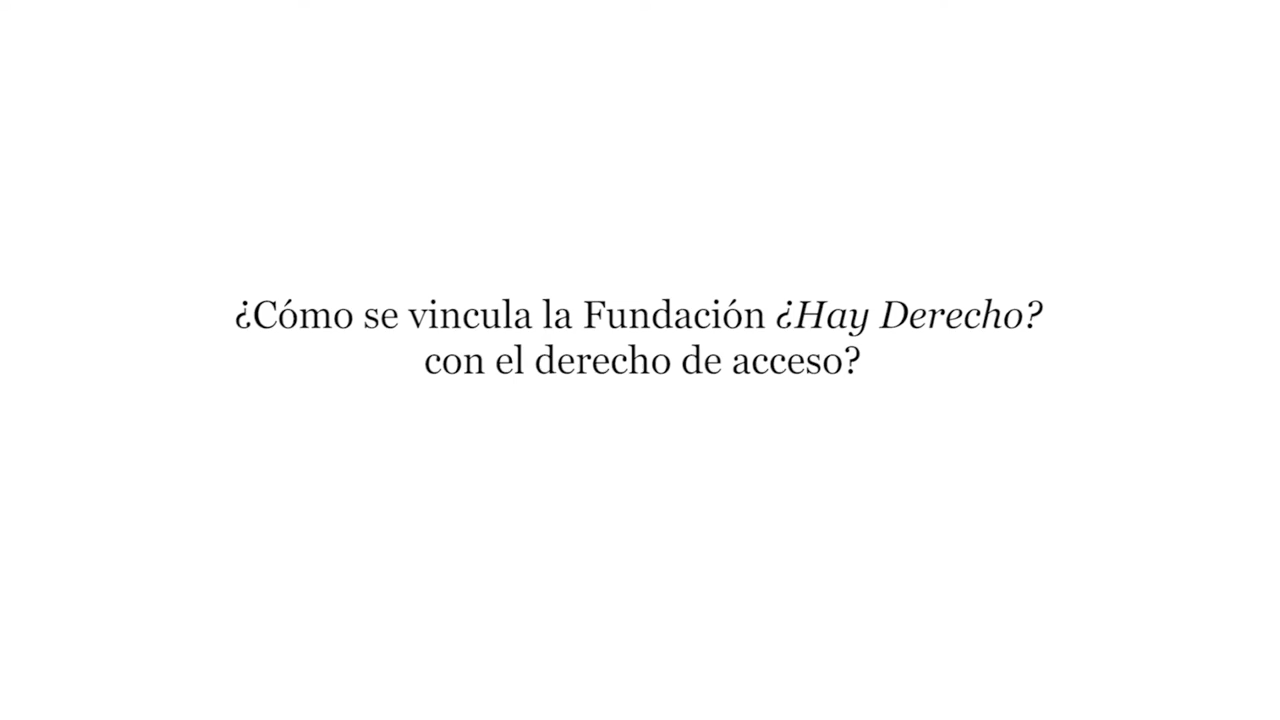 ¿Cómo se vincula la Fundación ¿Hay Derecho?
con el derecho de acceso?